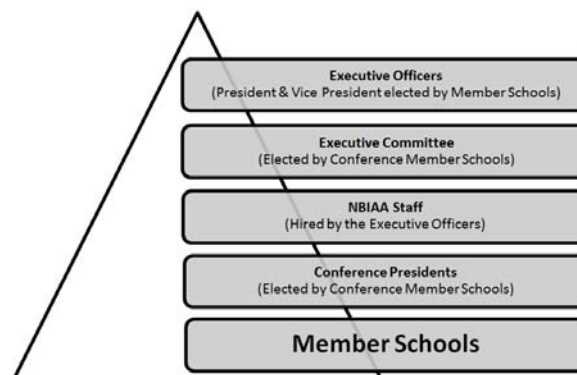 Executive Officers
(President & Vice President elected by Member Schools)
Executive Committee
(Elected by Conference Member Schools)
NBIAA Staff
(Hired by the Executive Officers)
Conference Presidents
(Elected by Conference Member Schools)
Member Schools